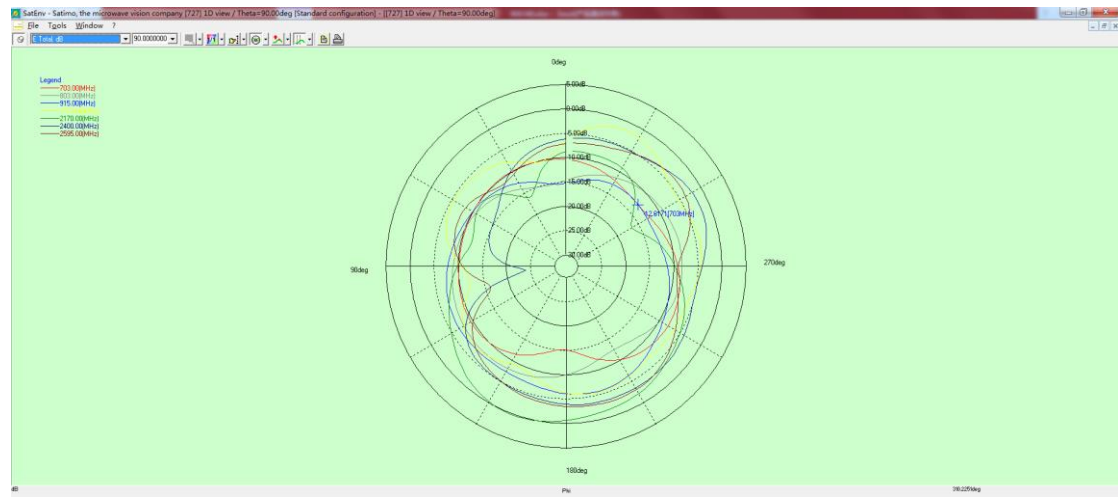 SatEnv - Satimo, the microwave vision company [727] 1D view / Theta=90.00deg [Standard configuration] - [[727] 1D view / Theta=90.00deg]
File Tools Window ?
E Total, dB 90.0000000
0deg
Legend
703.00(MHz)
803.00(MHz)
915.00(MHz)
2170.00(MHz)
2400.00(MHz)
2595.00(MHz)
5.00dB
0.00dB
-5.00dB
-10.00dB
-15.00dB
-20.00dB
-25.00dB
-30.00dB
90deg
270deg
180deg
dB
Phi